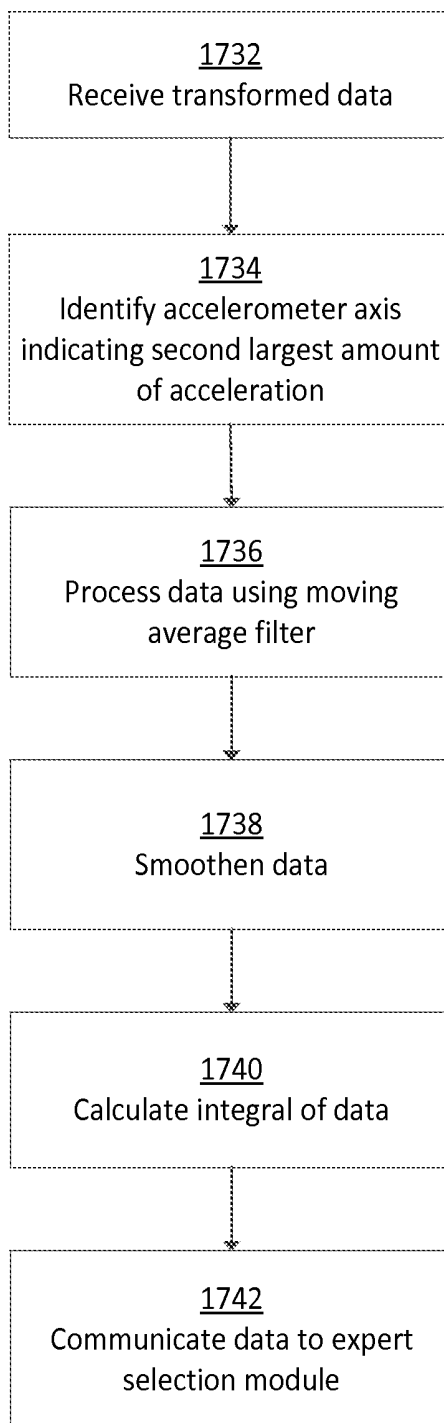 1732
Receive transformed data
1734
Identify accelerometer axis
indicating second largest amount
of acceleration
1736
Process data using moving
average filter
1738
Smoothen data
1740
Calculate integral of data
1742
Communicate data to expert
selection module